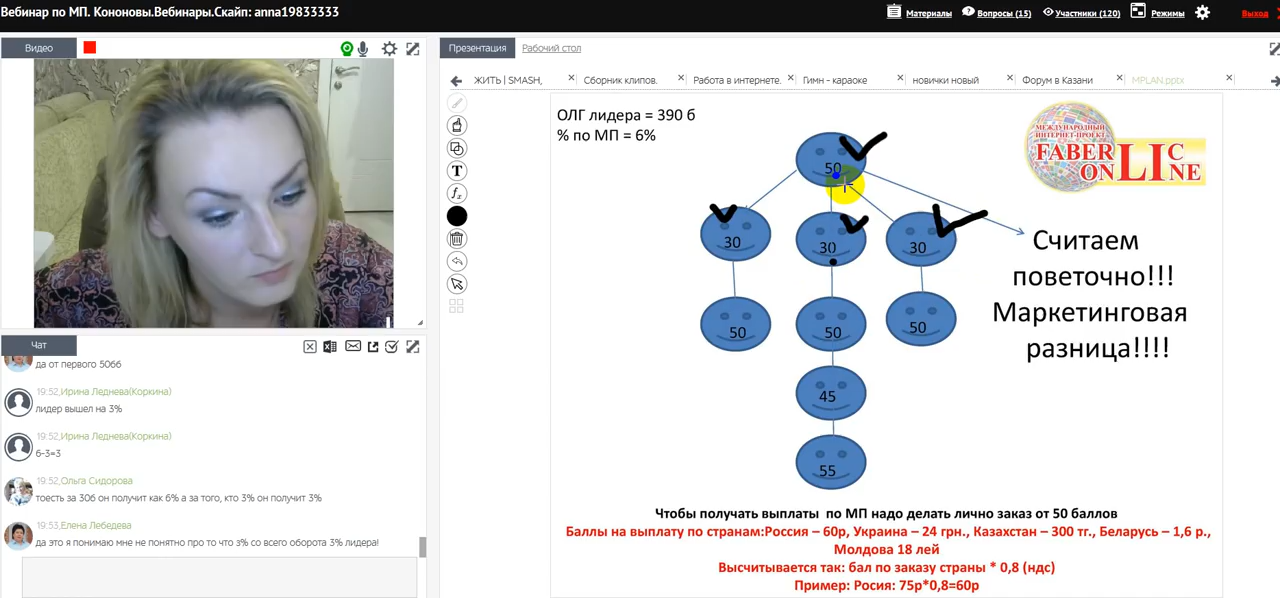 Вебинар по МП. Кононовы.Вебинары.Скайп: anna19833333
Материалы
Вопросы (15)
Участники (120)
Режимы
Выход
Видео
Презентация
Рабочий стол
ЖИТЬ | SMASH,
Сборник клипов.
Работа в интернете.
Гимн - караоке
новички новый
Форум в Казани
MPLAN.pptx
ОЛГ лидера = 390 б
% по МП = 6%
МЕЖДУНАРОДНЫЙ
ИНТЕРНЕТ-ПРОЕКТ
FABER LIC
ONLINE
50
30
30
30
50
50
50
45
55
Считаем
поветочно!!!
Маркетинговая
разница!!!!
Чтобы получать выплаты по МП надо делать лично заказ от 50 баллов
Баллы на выплату по странам:Россия – 60р, Украина – 24 грн., Казахстан – 300 тг., Беларусь – 1,6 р.,
Молдова 18 лей
Высчитывается так: бал по заказу страны * 0,8 (ндс)
Пример: Росия: 75р*0,8=60р
Чат
да от первого 50бб
19:52,Ирина Леднева(Коркина)
лидер вышел на 3%
19:52,Ирина Леднева(Коркина)
6-3=3
19:52,Ольга Сидорова
тоесть за 30б он получит как 6% а за того, кто 3% он получит 3%
19:53,Елена Лебедева
да это я понимаю мне не понятно про то что 3% со всего оборота 3% лидера!